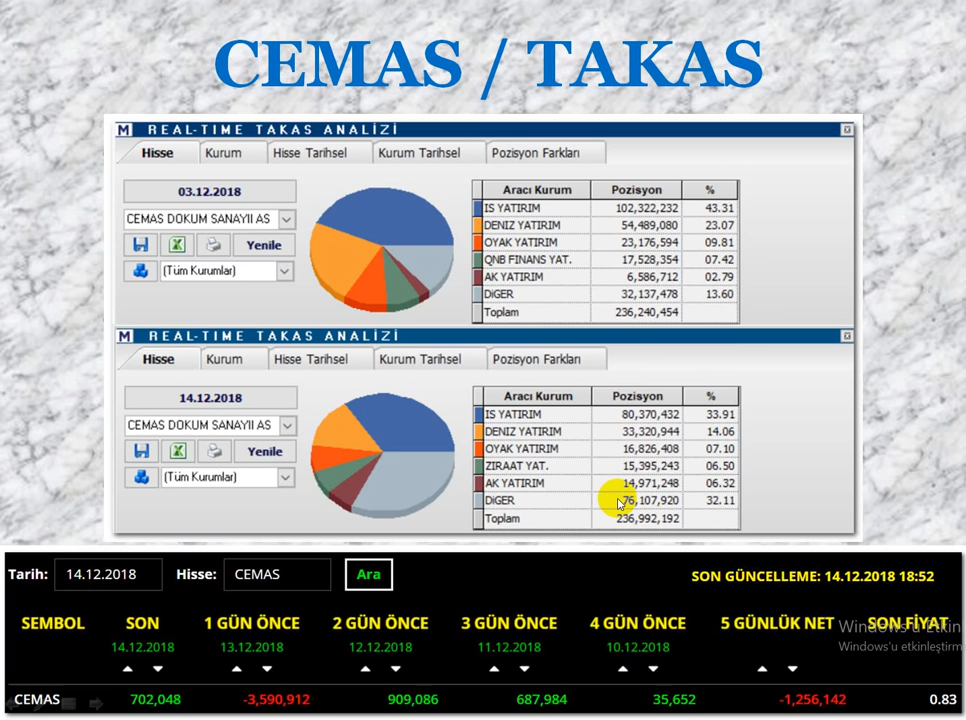 CEMAS / TAKAS
M REAL-TIME TAKAS ANALİZİ
Hisse Kurum Hisse Tarihsel Kurum Tarihsel Pozisyon Farkları
03.12.2018
CEMAS DOKUM SANAYII AS
Yenile
(Tüm Kurumlar)
Aracı Kurum Pozisyon %
IS YATIRIM 102,322,232 43.31
DENIZ YATIRIM 54,489,080 23.07
OYAK YATIRIM 23,176,594 09.81
QNB FINANS YAT. 17,528,354 07.42
AK YATIRIM 6,586,712 02.79
DiGER 32,137,478 13.60
Toplam 236,240,454
M REAL-TIME TAKAS ANALİZİ
Hisse Kurum Hisse Tarihsel Kurum Tarihsel Pozisyon Farkları
14.12.2018
CEMAS DOKUM SANAYII AS
Yenile
(Tüm Kurumlar)
Aracı Kurum Pozisyon %
IS YATIRIM 80,370,432 33.91
DENIZ YATIRIM 33,320,944 14.06
OYAK YATIRIM 16,826,408 07.10
ZIRAAT YAT. 15,395,243 06.50
AK YATIRIM 14,971,248 06.32
DiGER 76,107,920 32.11
Toplam 236,992,192
Tarih: 14.12.2018 Hisse: CEMAS Ara SON GÜNCELLEME: 14.12.2018 18:52
SEMBOL SON 1 GÜN ÖNCE 2 GÜN ÖNCE 3 GÜN ÖNCE 4 GÜN ÖNCE 5 GÜNLÜK NET SON FİYAT
14.12.2018 13.12.2018 12.12.2018 11.12.2018 10.12.2018
CEMAS 702,048 -3,590,912 909,086 687,984 35,652 -1,256,142 0.83
Windows'u Etkin
Windows'u etkinleştirm